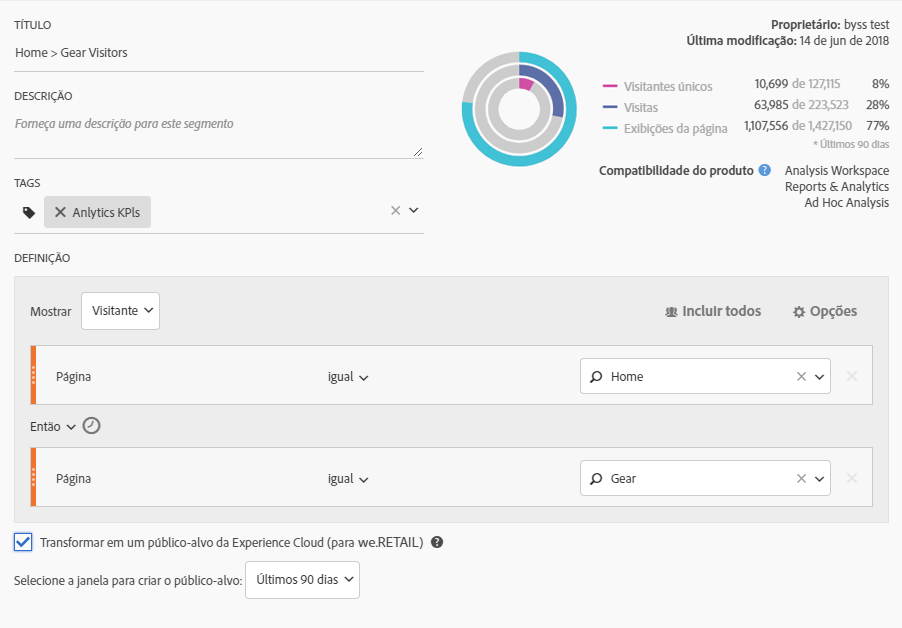 TÍTULO
Home > Gear Visitors
DESCRIÇÃO
Forneça uma descrição para este segmento
TAGS
Anlytics KPIs
Proprietário: byss test
Última modificação: 14 de jun de 2018
Visitantes únicos 10,699 de 127,115 8%
Visitas 63,985 de 223,523 28%
Exibições da página 1,107,556 de 1,427,150 77%
* Últimos 90 dias
Compatibilidade do produto ? Analysis Workspace
Reports & Analytics
Ad Hoc Analysis
DEFINIÇÃO
Mostrar Visitante Incluir todos Opções
Página igual Home
Então
Página igual Gear
Transformar em um público-alvo da Experience Cloud (para we.RETAIL) ?
Selecione a janela para criar o público-alvo: Últimos 90 dias